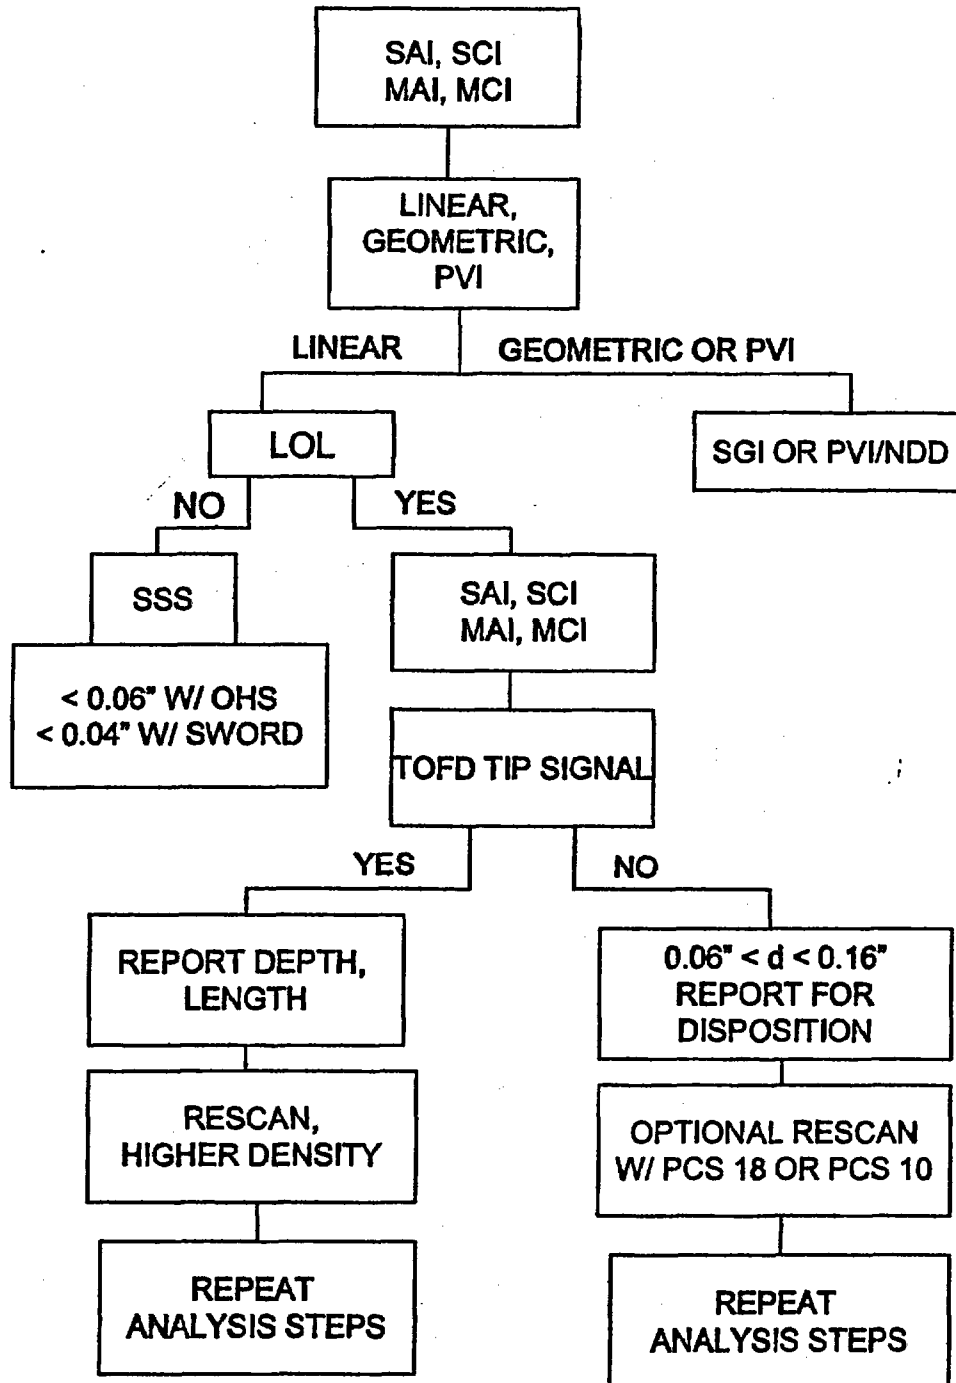 SAI, SCI
MAI, MCI
LINEAR,
GEOMETRIC,
PVI
LINEAR
GEOMETRIC OR PVI
LOL
SGI OR PVI/NDD
NO
YES
SSS
SAI, SCI
MAI, MCI
< 0.06" W/ OHS
< 0.04" W/ SWORD
TOFD TIP SIGNAL
YES
NO
REPORT DEPTH,
LENGTH
0.06" < d < 0.16"
REPORT FOR
DISPOSITION
RESCAN,
HIGHER DENSITY
OPTIONAL RESCAN
W/ PCS 18 OR PCS 10
REPEAT
ANALYSIS STEPS
REPEAT
ANALYSIS STEPS